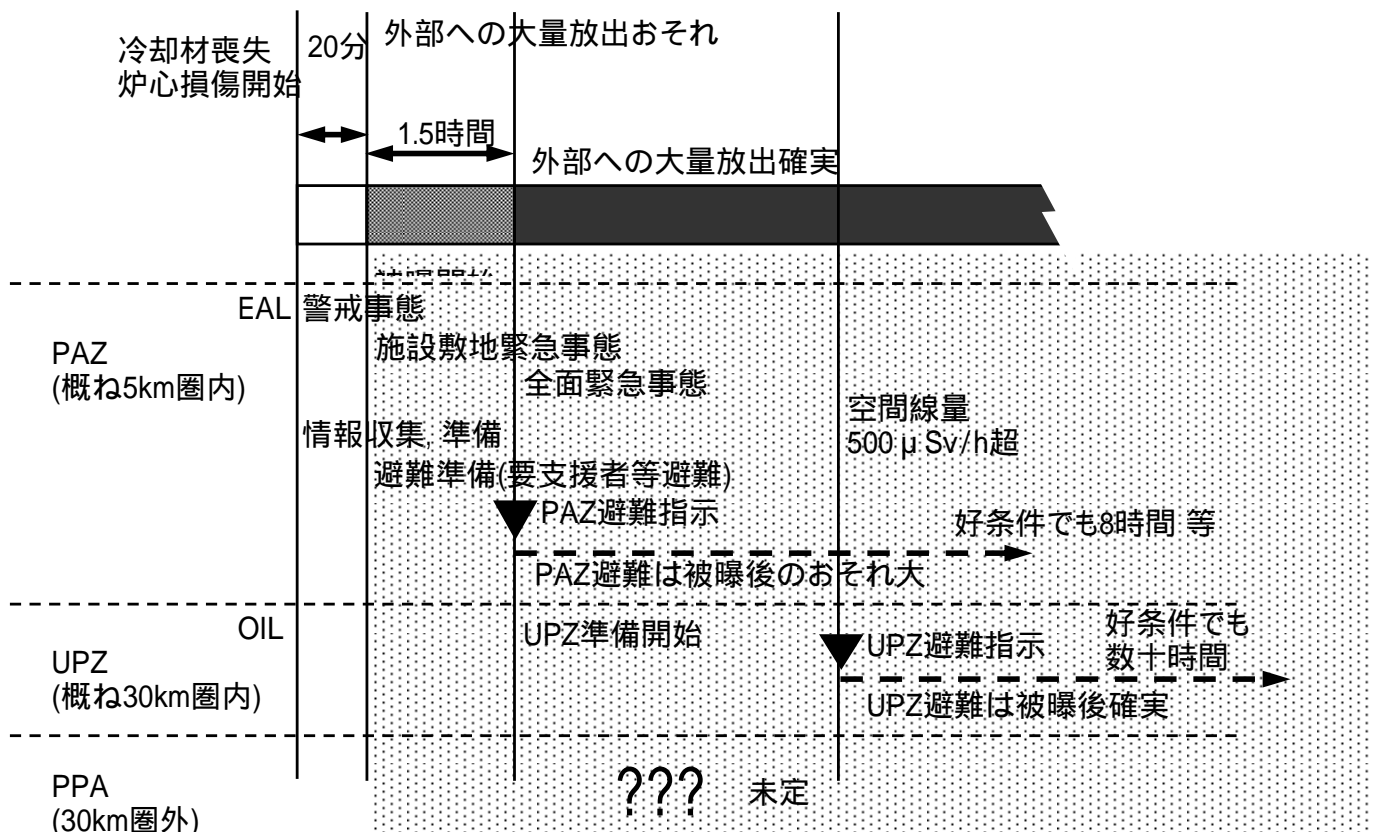 冷却材喪失
炉心損傷開始
20分
外部への大量放出おそれ
1.5時間
外部への大量放出確実
EAL
警戒事態
PAZ
(概ね5km圏内)
施設敷地緊急事態
全面緊急事態
情報収集, 準備
空間線量
500μSv/h超
避難準備(要支援者等避難)
PAZ避難指示
好条件でも8時間 等
PAZ避難は被曝後のおそれ大
OIL
UPZ
(概ね30km圏内)
UPZ準備開始
UPZ避難指示
好条件でも
数十時間
UPZ避難は被曝後確実
PPA
(30km圏外)
??? 未定